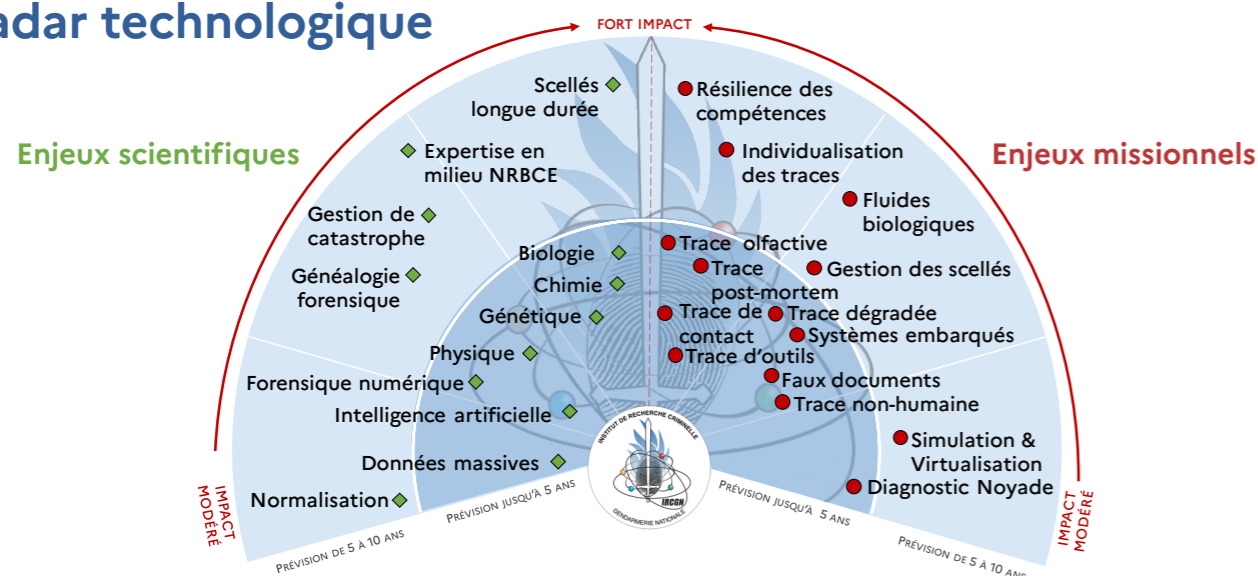 adar technologique
FORT IMPACT
Enjeux scientifiques
Enjeux missionnels
Scellés
longue durée
Expertise en
milieu NRBCE
Gestion de
catastrophe
Généalogie
forensique
Biologie
Chimie
Génétique
Physique
Forensique numérique
Intelligence artificielle
Données massives
Normalisation
Résilience des
compétences
Individualisation
des traces
Fluides
biologiques
Gestion des scellés
Trace olfactive
Trace
post-mortem
Trace de
contact
Trace dégradée
Systèmes embarqués
Trace d'outils
Faux documents
Trace non-humaine
Simulation &
Virtualisation
Diagnostic Noyade
IMPACT
MODÉRÉ
PRÉVISION DE 5 À 10 ANS
PRÉVISION JUSQU'À 5 ANS
INSTITUT DE RECHERCHE CRIMINELLE
IRCGN
GENDARMERIE NATIONALE
PRÉVISION JUSQU'À 5 ANS
PRÉVISION DE 5 À 10 ANS
IMPACT
MODÉRÉ